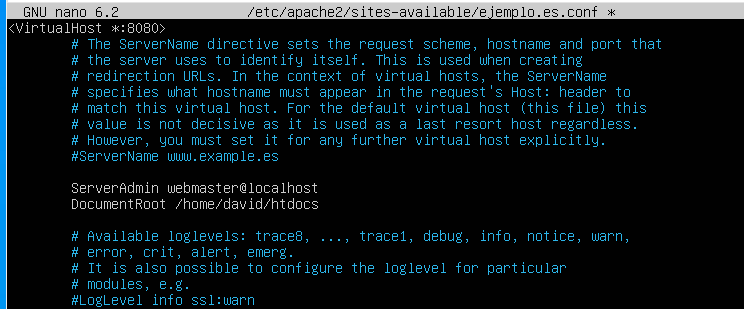 GNU nano 6.2 /etc/apache2/sites-available/ejemplo.es.conf *
<VirtualHost *:8080>
# The ServerName directive sets the request scheme, hostname and port that
# the server uses to identify itself. This is used when creating
# redirection URLs. In the context of virtual hosts, the ServerName
# specifies what hostname must appear in the request's Host: header to
# match this virtual host. For the default virtual host (this file) this
# value is not decisive as it is used as a last resort host regardless.
# However, you must set it for any further virtual host explicitly.
#ServerName www.example.es
ServerAdmin webmaster@localhost
DocumentRoot /home/david/htdocs
# Available loglevels: trace8, ..., trace1, debug, info, notice, warn,
# error, crit, alert, emerg.
# It is also possible to configure the loglevel for particular
# modules, e.g.
#LogLevel info ssl:warn